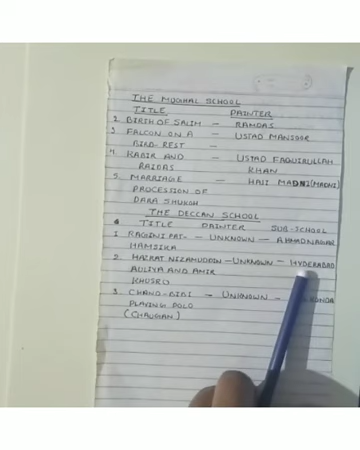 THE MUGHAL SCHOOL
TITLE PAINTER
2. BIRTH OF SALIM - RAMDAS
3. FALCON ON A - USTAD MANSOOR
BIRD-REST -
4. KABIR AND - USTAD FAQUIRULLAH
RAIDAS KHAN
5. MARRIAGE - HAJI MADNI (MADNI)
PROCESSION OF
DARA SHUKOH
THE DECCAN SCHOOL
TITLE PAINTER SUB-SCHOOL
1. RAGGINI PAT- - UNKNOWN - AHMADNAGAR
HAMSIKA
2. HAZRAT NIZAMUDDIN - UNKNOWN - HYDERABAD
AULIYA AND AMIR
KHUSRO
3. CHAND-BIBI - UNKNOWN -
PLAYING POLO
(CHAUGAN)